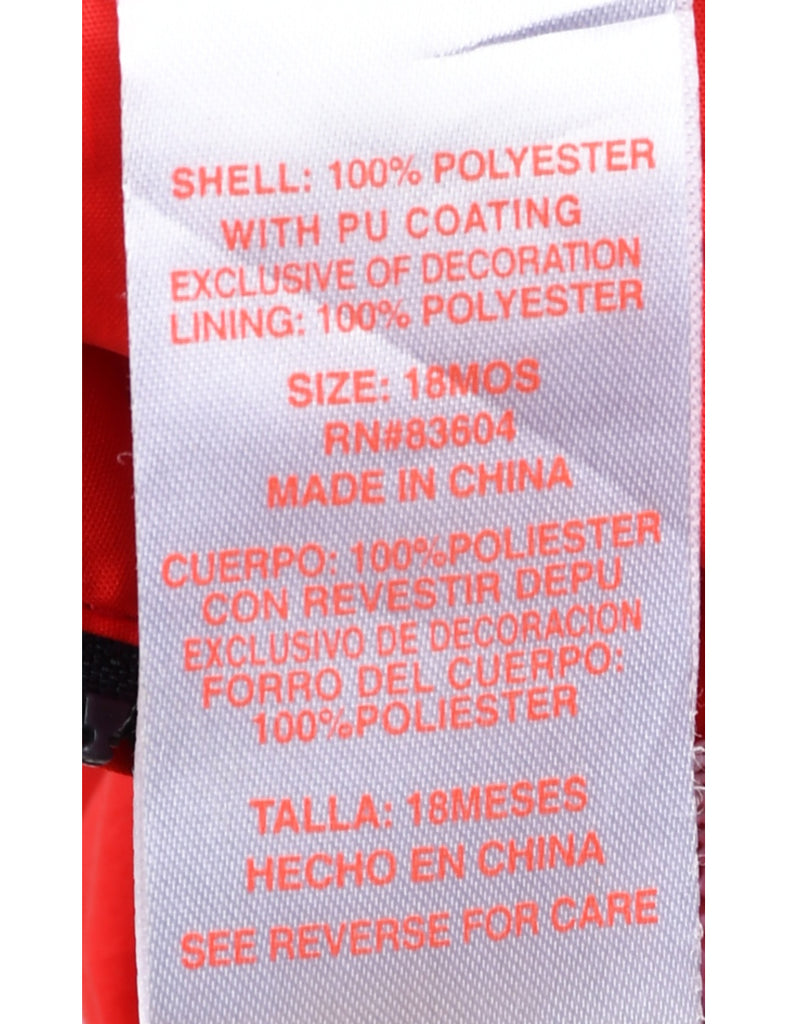 SHELL: 100% POLYESTER
WITH PU COATING
EXCLUSIVE OF DECORATION
LINING: 100% POLYESTER
SIZE: 18MOS
RN#83604
MADE IN CHINA
CUERPO: 100%POLIESTER
CON REVESTIR DEPU
EXCLUSIVO DE DECORACION
FORRO DEL CUERPO:
100%POLIESTER
TALLA: 18MESES
HECHO EN CHINA
SEE REVERSE FOR CARE